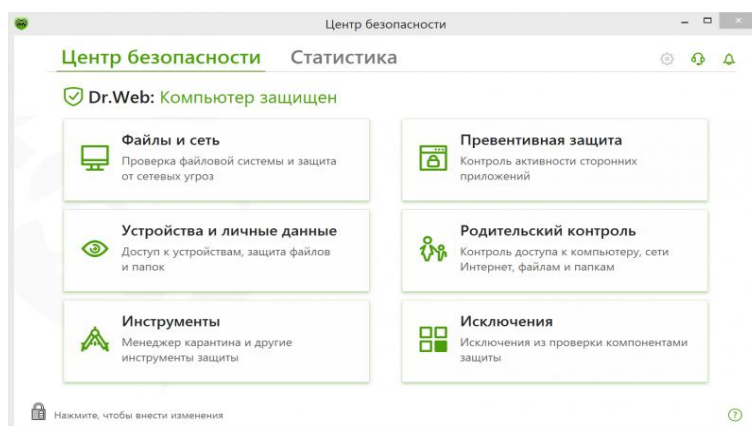 Центр безопасности
Центр безопасности Статистика
Dr.Web: Компьютер защищен
Файлы и сеть
Проверка файловой системы и защита
от сетевых угроз
Превентивная защита
Контроль активности сторонних
приложений
Устройства и личные данные
Доступ к устройствам, защита файлов
и папок
Родительский контроль
Контроль доступа к компьютеру, сети
Интернет, файлам и папкам
Инструменты
Менеджер карантина и другие
инструменты защиты
Исключения
Исключения из проверки компонентами
защиты
Нажмите, чтобы внести изменения